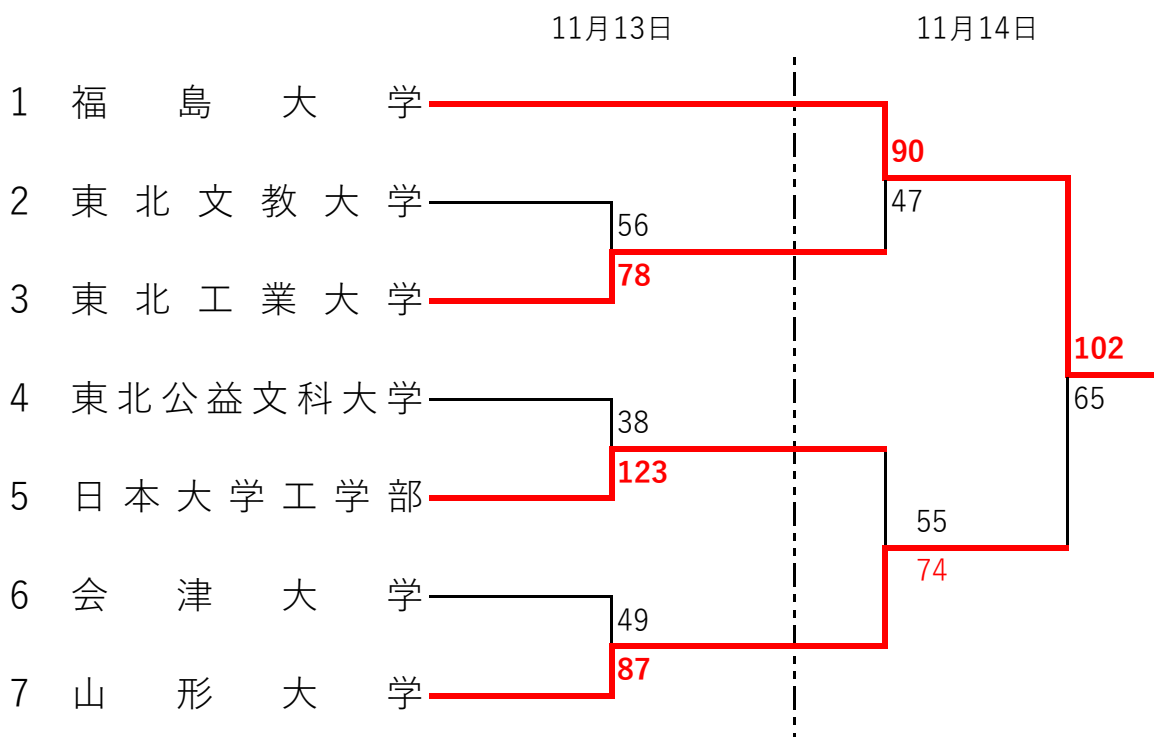 11月13日 11月14日
1 福島大学
90
2 東北文教大学
47
56
78
3 東北工業大学
102
4 東北公益文科大学
65
38
123
5 日本大学工学部
55
74
6 会津大学
49
87
7 山形大学